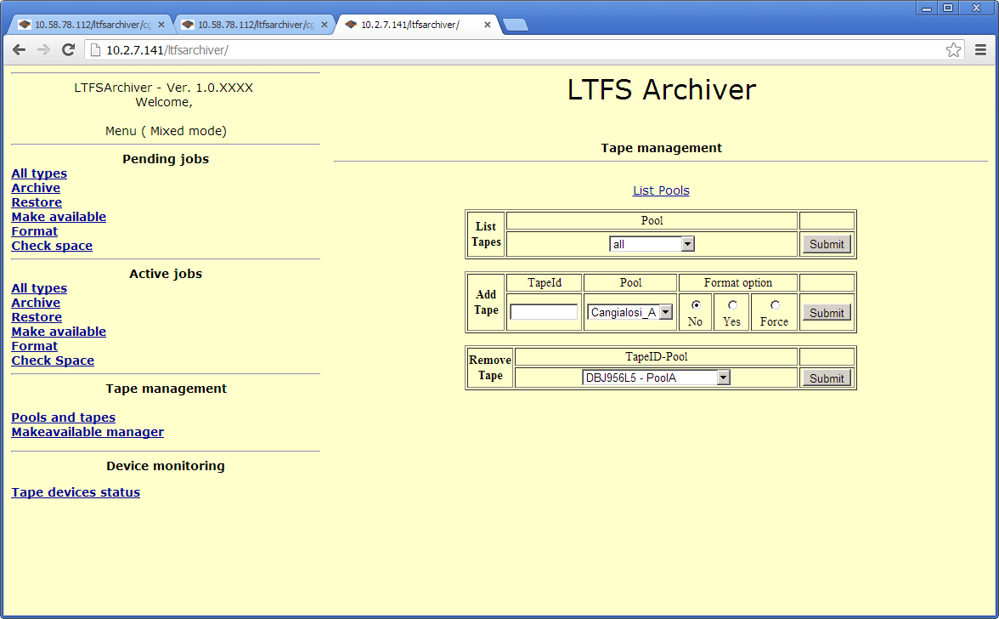 10.58.78.112/ltfsarchiver/cg
10.58.78.112/ltfsarchiver/cg
10.2.7.141/ltfsarchiver/
10.2.7.141/ltfsarchiver/
LTFSArchiver - Ver. 1.0.XXXX
Welcome,
Menu ( Mixed mode)
Pending jobs
All types
Archive
Restore
Make available
Format
Check space
Active jobs
All types
Archive
Restore
Make available
Format
Check Space
Tape management
Pools and tapes
Makeavailable manager
Device monitoring
Tape devices status
LTFS Archiver
Tape management
List Pools
List Tapes
Pool
all
Submit
Add Tape
TapeId
Pool
Format option
Cangialosi_A
No
Yes
Force
Submit
Remove Tape
TapeID-Pool
DBJ956L5 - PoolA
Submit